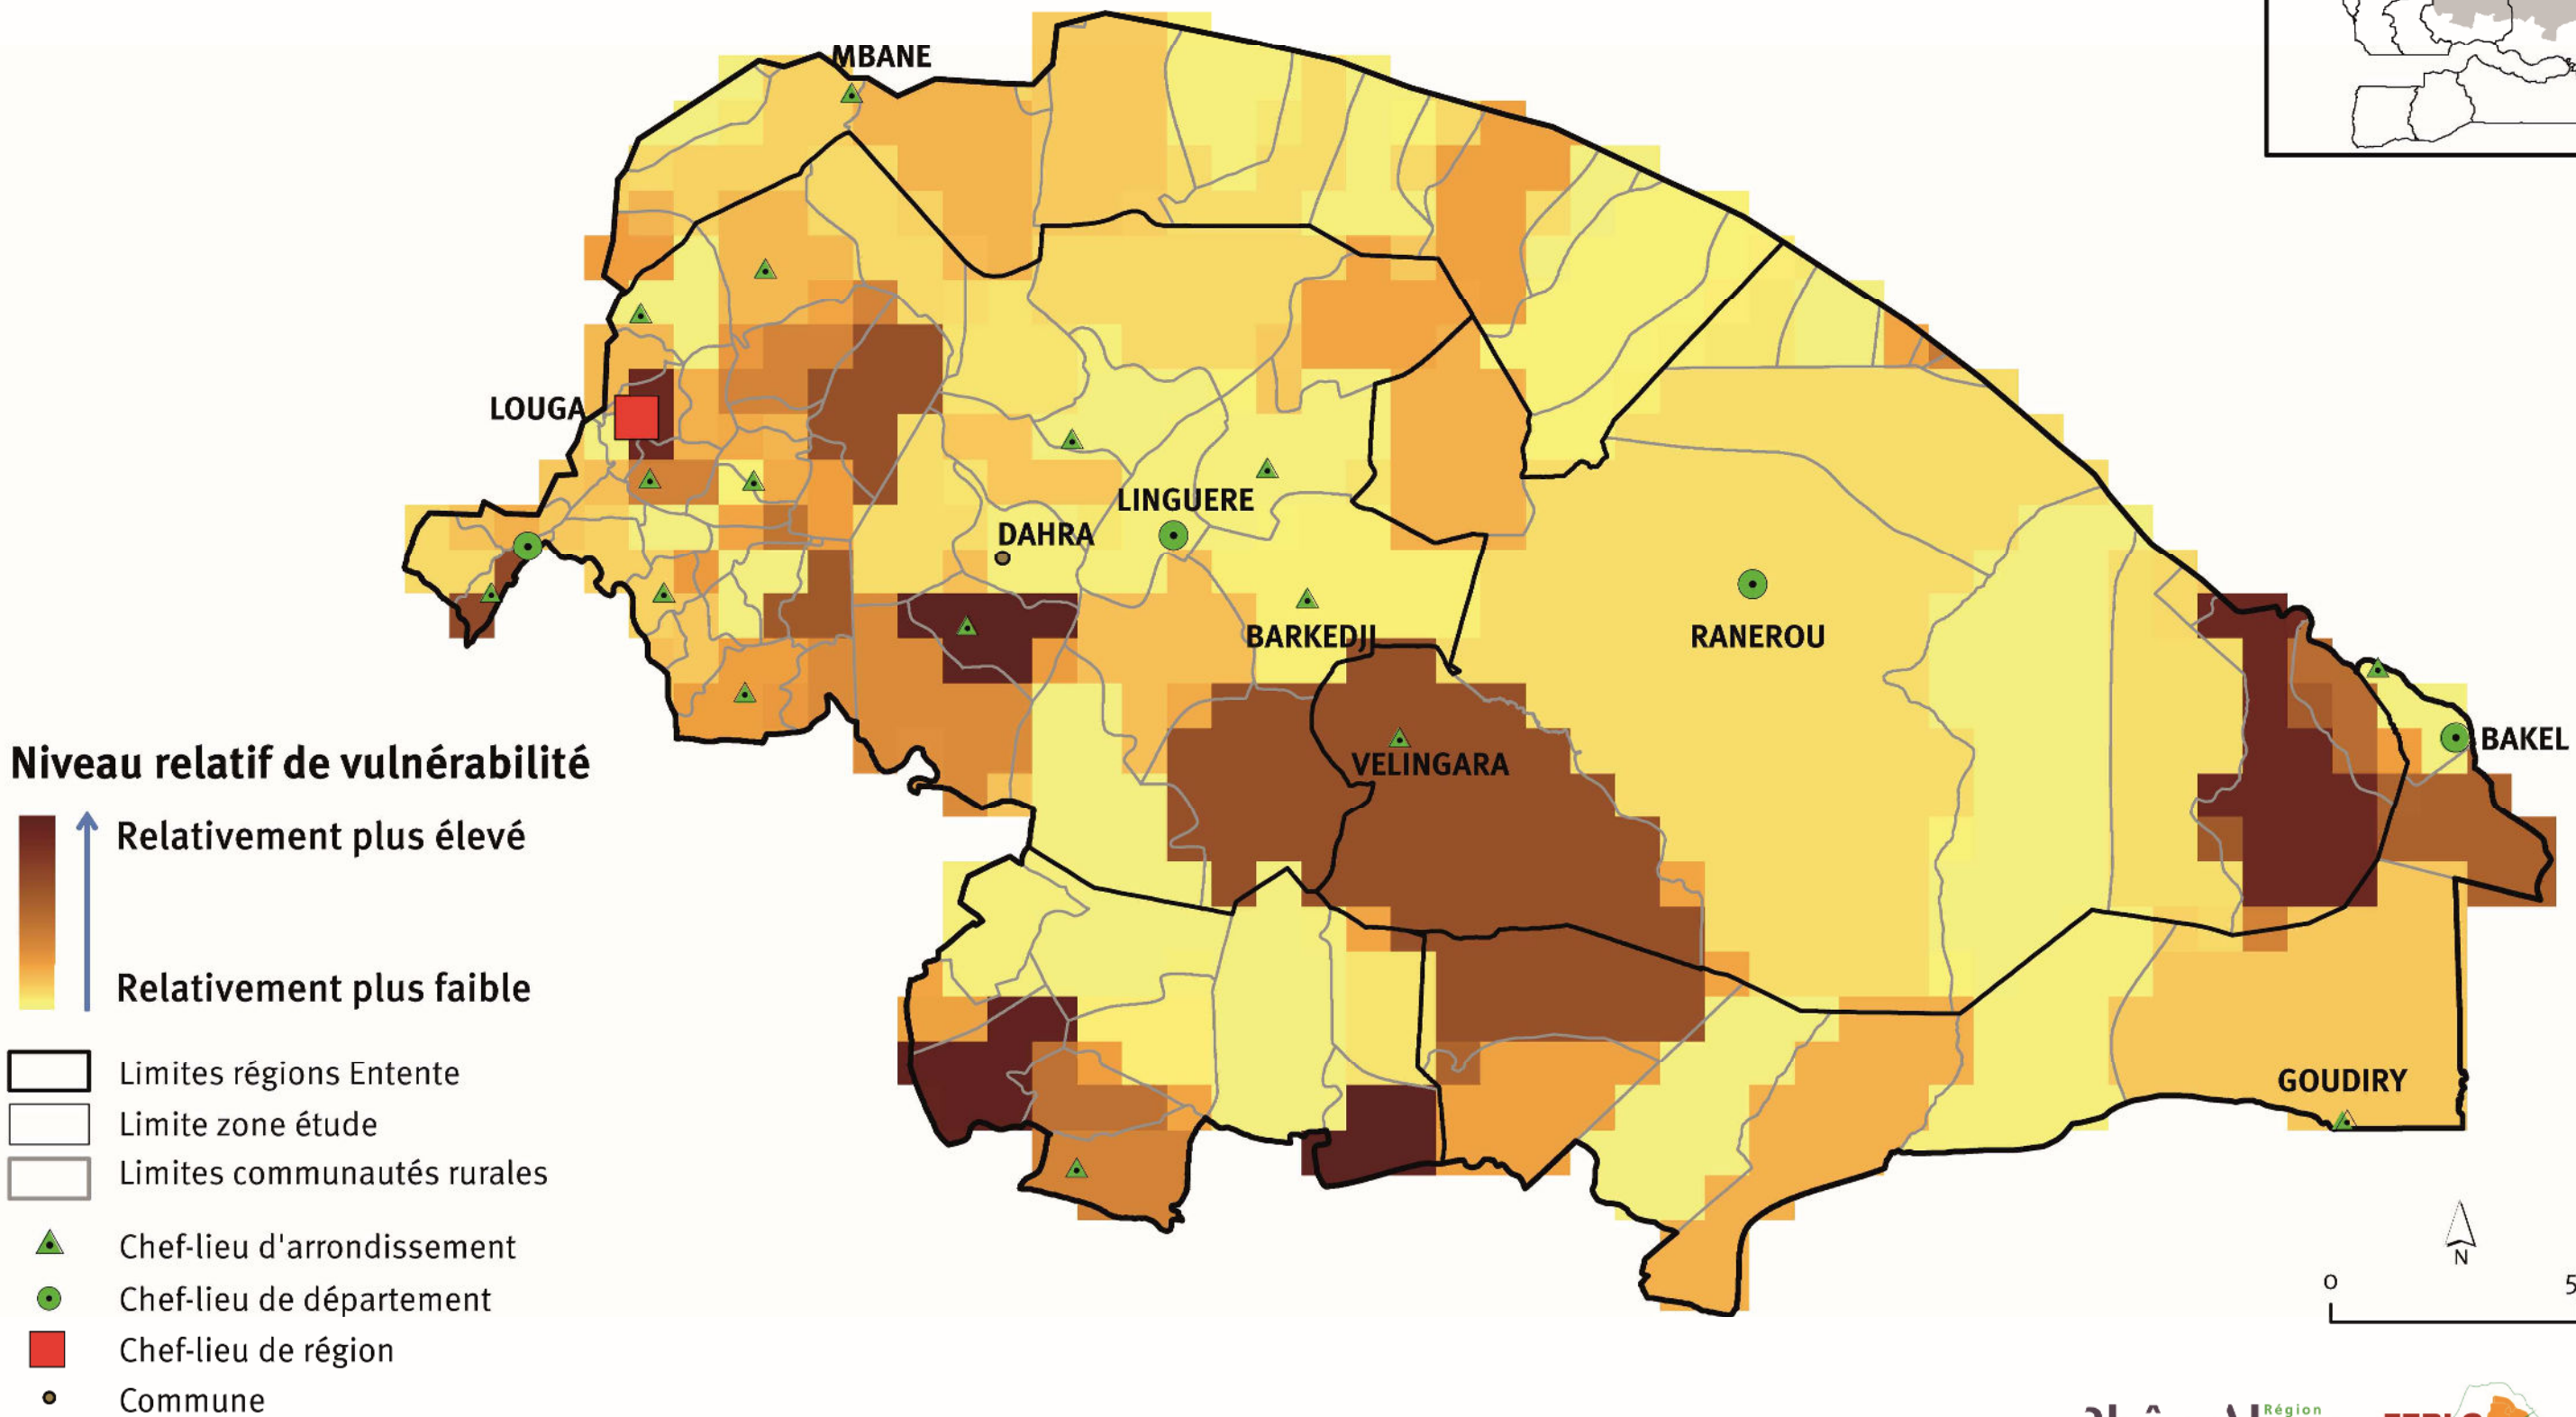 MBANE
LOUGA
LINGUERE
DAHRA
BARKEDJI
RANEROU
VELINGARA
BAKEL
GOUDIRY
Niveau relatif de vulnérabilité
Relativement plus élevé
Relativement plus faible
Limites régions Entente
Limite zone étude
Limites communautés rurales
Chef-lieu d'arrondissement
Chef-lieu de département
Chef-lieu de région
Commune
N
0 5
Région